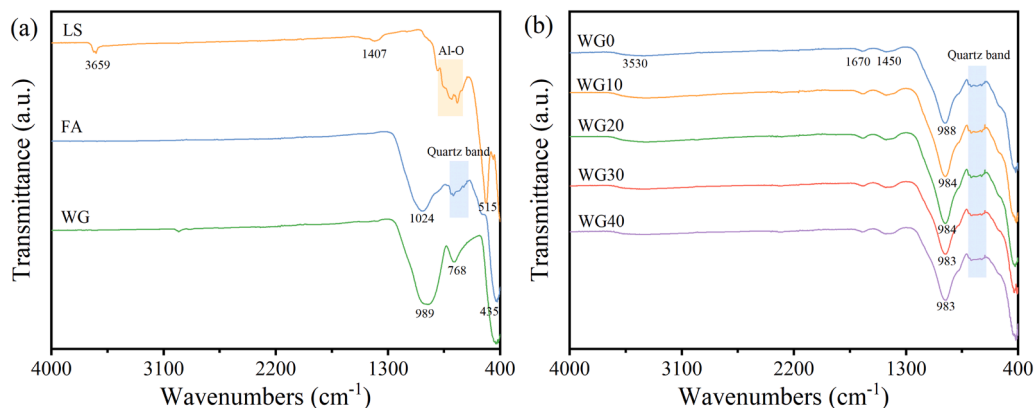 (a)
LS
3659
1407
Al-O
FA
Quartz band
1024
515
WG
768
989
435
Transmittance (a.u.)
4000
3100
2200
1300
400
Wavenumbers (cm⁻¹)
(b)
WG0
3530
1670
1450
Quartz band
WG10
988
WG20
984
WG30
984
WG40
983
983
Transmittance (a.u.)
4000
3100
2200
1300
400
Wavenumbers (cm⁻¹)